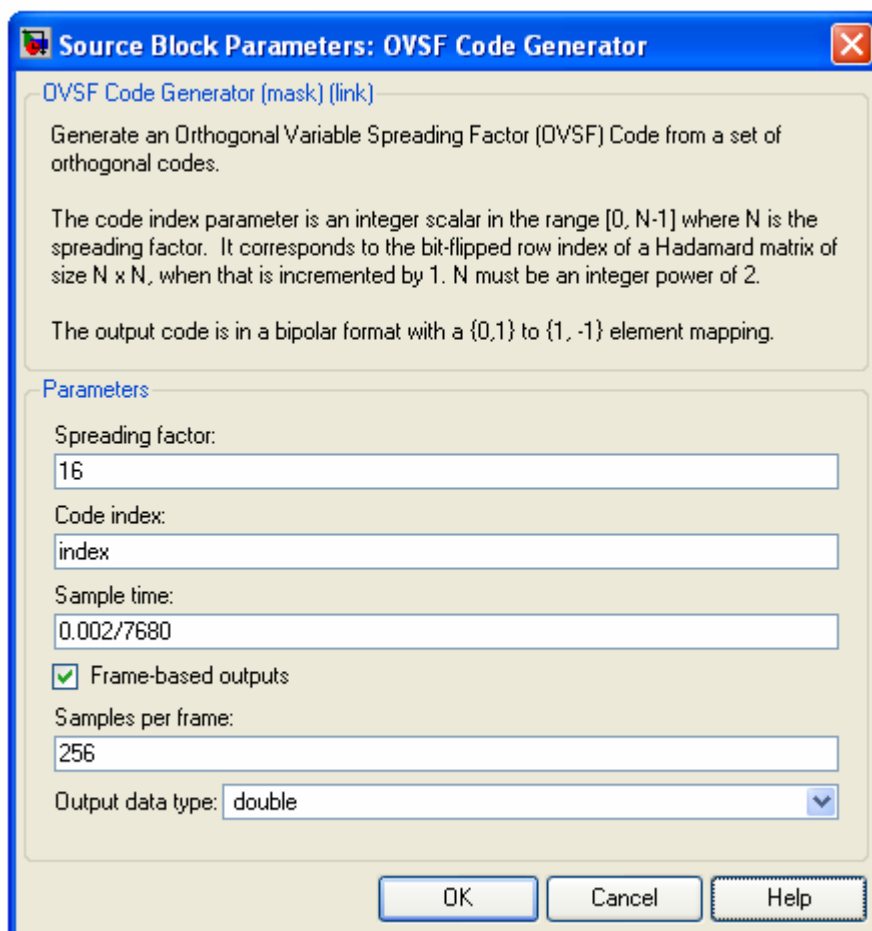 Source Block Parameters: OVSF Code Generator
OVSF Code Generator (mask) (link)
Generate an Orthogonal Variable Spreading Factor (OVSF) Code from a set of
orthogonal codes.
The code index parameter is an integer scalar in the range [0, N-1] where N is the
spreading factor. It corresponds to the bit-flipped row index of a Hadamard matrix of
size N x N, when that is incremented by 1. N must be an integer power of 2.
The output code is in a bipolar format with a {0,1} to {1, -1} element mapping.
Parameters
Spreading factor:
16
Code index:
index
Sample time:
0.002/7680
Frame-based outputs
Samples per frame:
256
Output data type: double
OK Cancel Help